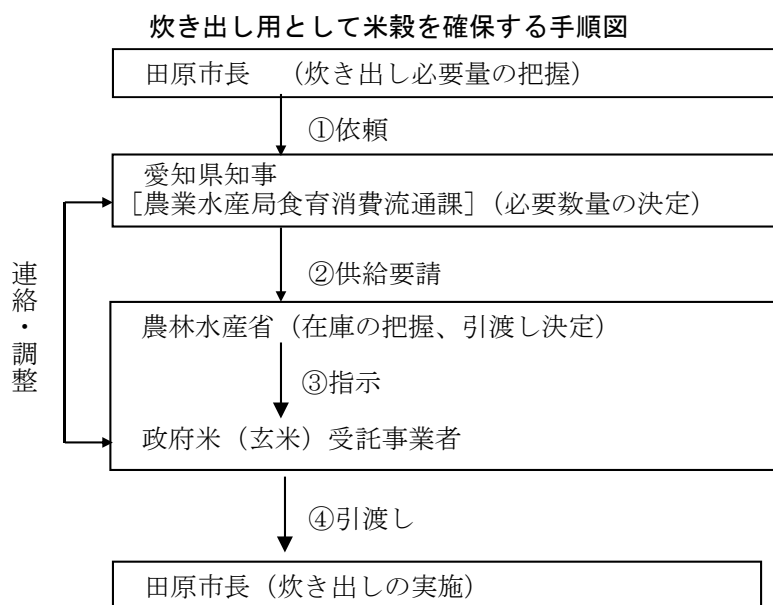 炊き出し用として米穀を確保する手順図
田原市長　（炊き出し必要量の把握）
①依頼
愛知県知事
［農業水産局食育消費流通課］（必要数量の決定）
②供給要請
連絡・調整
農林水産省（在庫の把握、引渡し決定）
③指示
政府米（玄米）受託事業者
④引渡し
田原市長（炊き出しの実施）